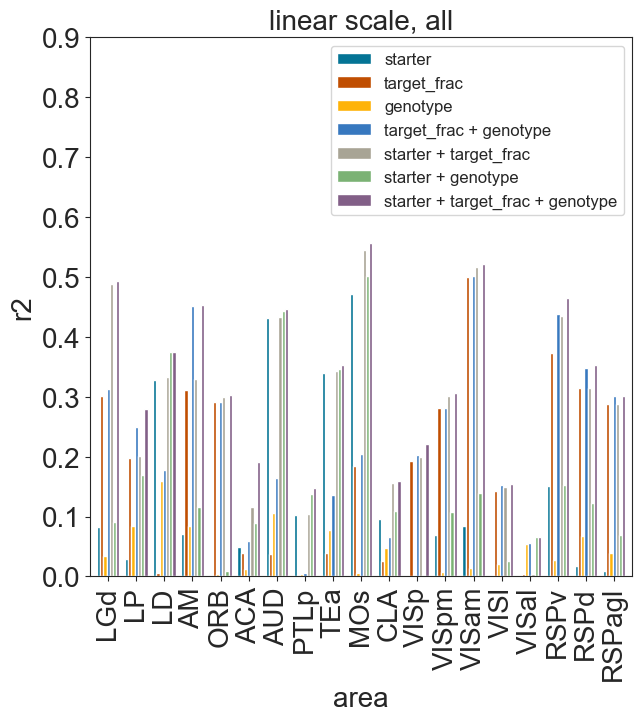 linear scale, all
r2
0.9
0.8
0.7
0.6
0.5
0.4
0.3
0.2
0.1
0.0
starter
target_frac
genotype
target_frac + genotype
starter + target_frac
starter + genotype
starter + target_frac + genotype
LGd
LP
LD
AM
ORB
ACA
AUD
PTLp
TEa
MOs
CLA
VISp
VISpm
VISam
VISl
VISal
RSPv
RSPd
RSPagl
area